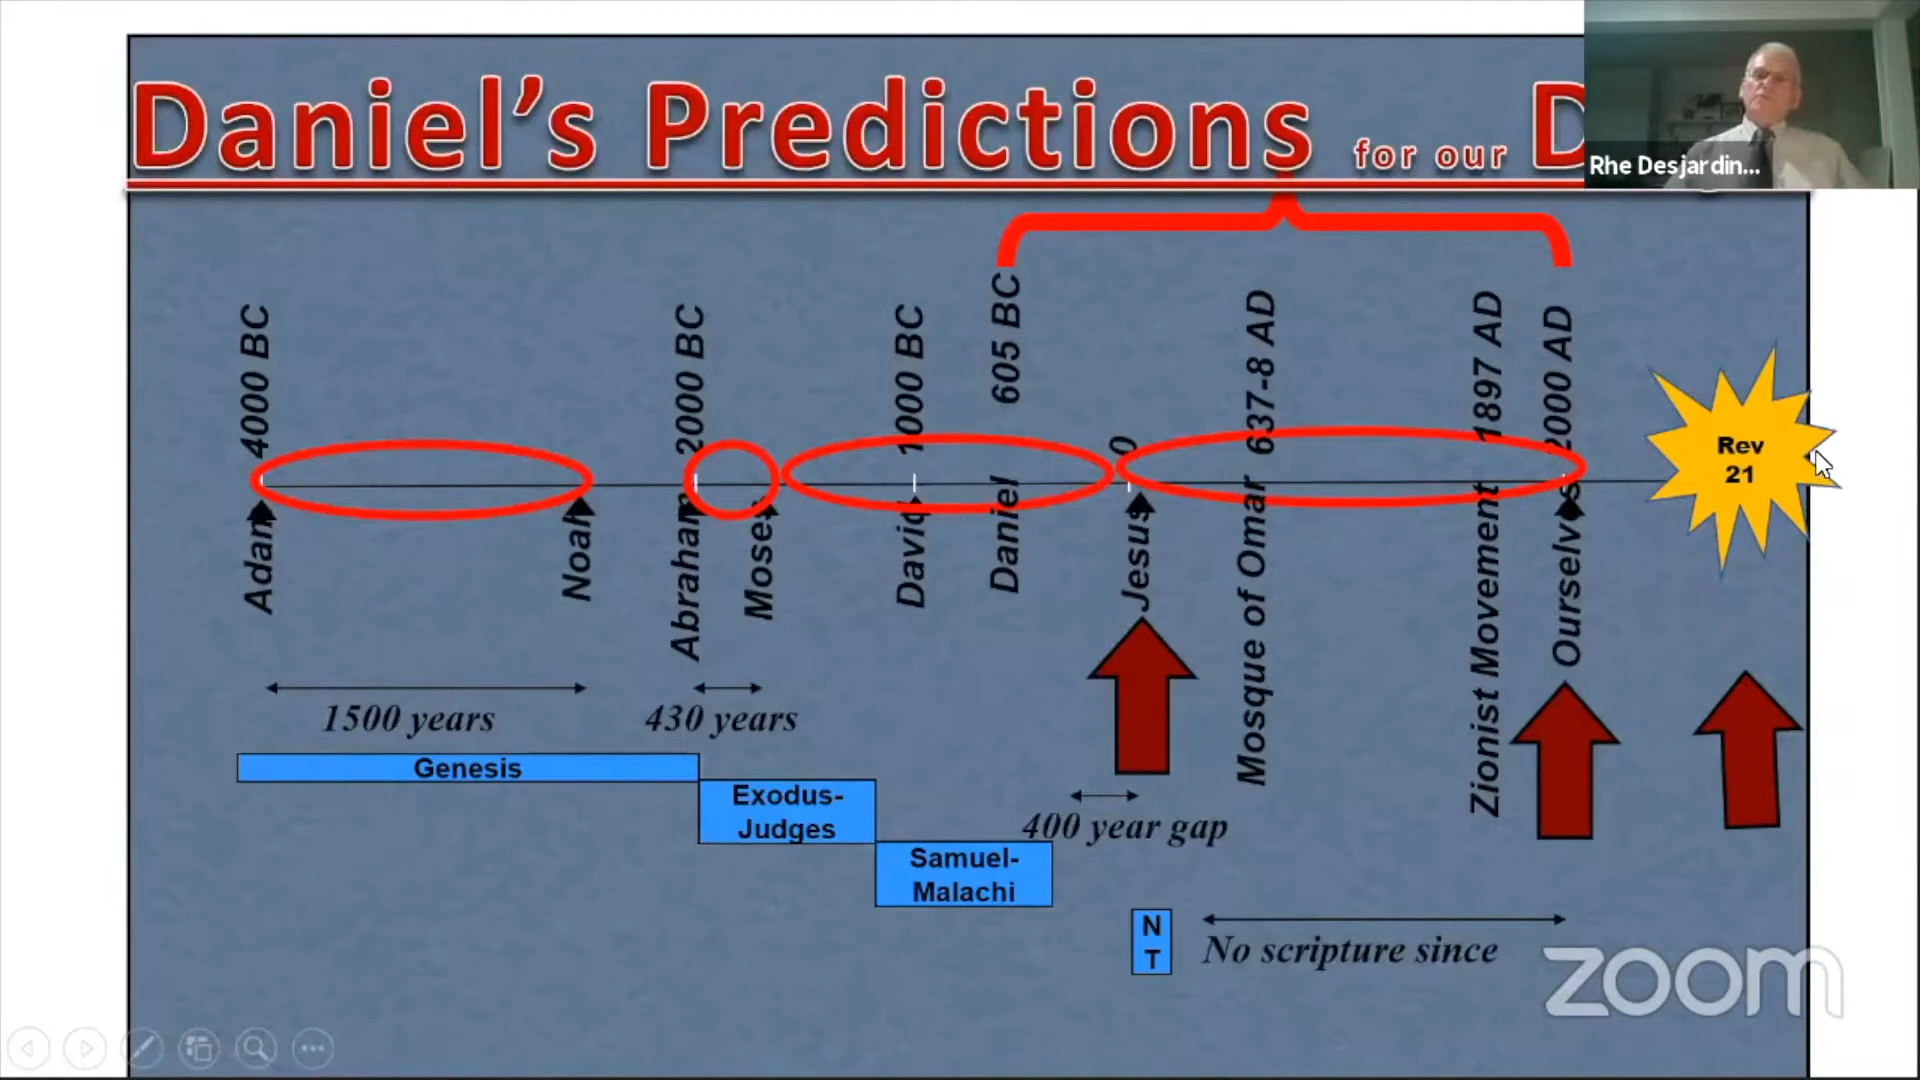 Daniel's Predictions for our D
Rhe Desjardin...
4000 BC
2000 BC
1000 BC
605 BC
0
637-8 AD
1897 AD
2000 AD
Rev
21
Adam
Noah
Abraham
Moses
David
Daniel
Jesus
Mosque of Omar
Zionist Movement
Ourselves
1500 years
430 years
Genesis
Exodus-
Judges
400 year gap
Samuel-
Malachi
N
T
No scripture since
zoom